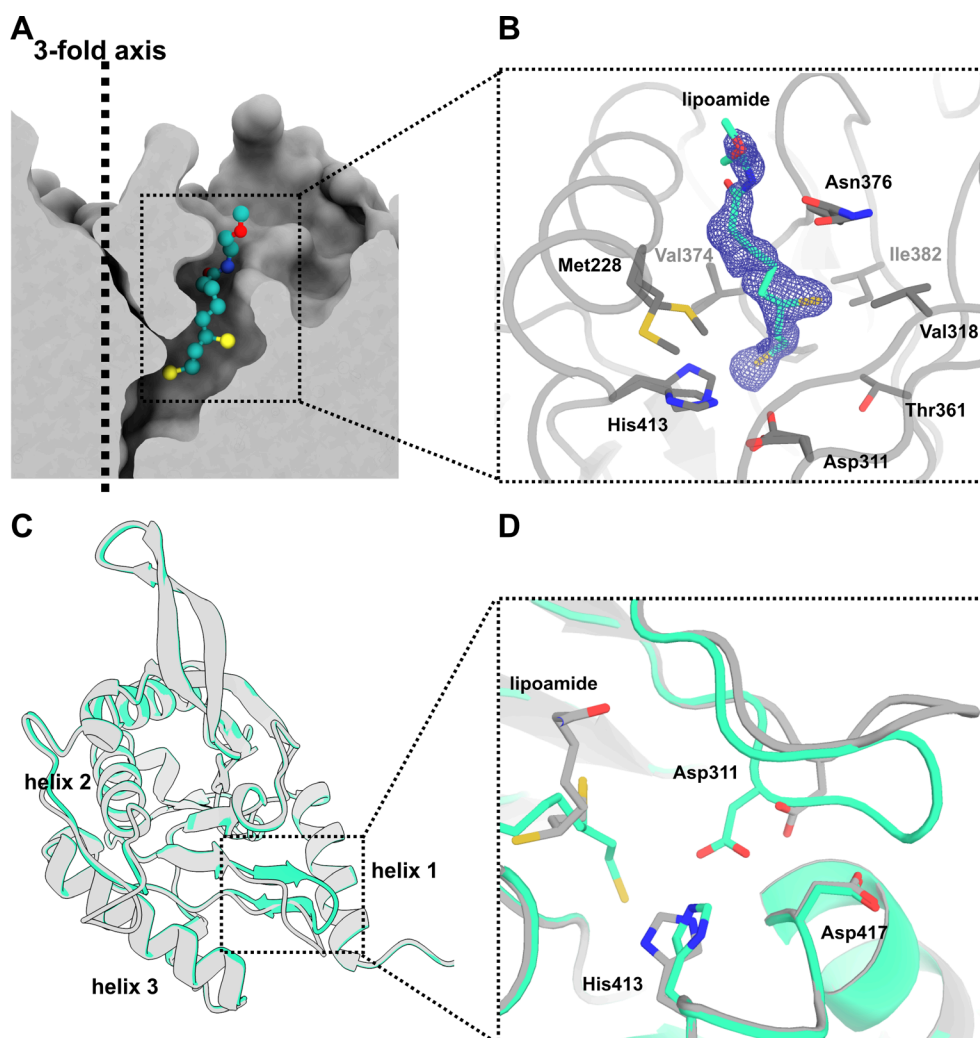 A
3-fold axis
B
lipoamide
Asn376
Met228
Val374
Ile382
Val318
His413
Thr361
Asp311
C
helix 2
helix 1
helix 3
D
lipoamide
Asp311
Asp417
His413